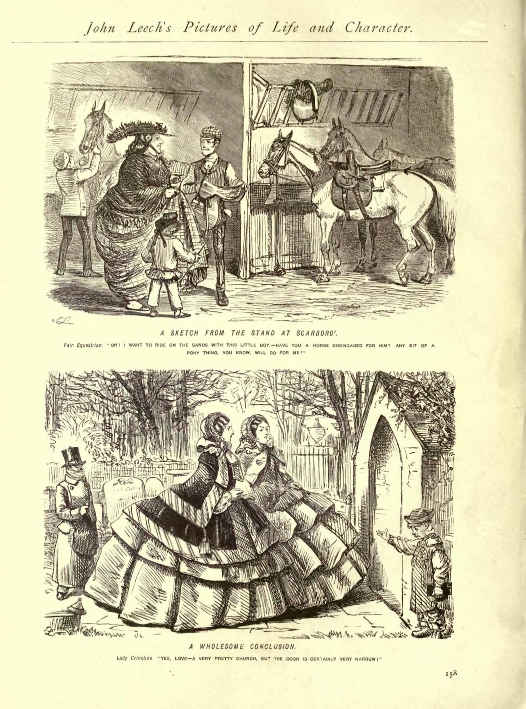 John Leech's Pictures of Life and Character.
A SKETCH FROM THE STAND AT SCARBORO'.
Fair Equestrian. "OH! I WANT TO RIDE ON THE SANDS WITH THIS LITTLE BOY.—HAVE YOU A HORSE DISENGAGED FOR HIM? ANY BIT OF A
PONY THING, YOU KNOW, WILL DO FOR ME!"
A WHOLESOME CONCLUSION.
Lady Crinoline. "YES, LOVE—A VERY PRETTY CHURCH, BUT THE DOOR IS CERTAINLY VERY NARROW!"
158